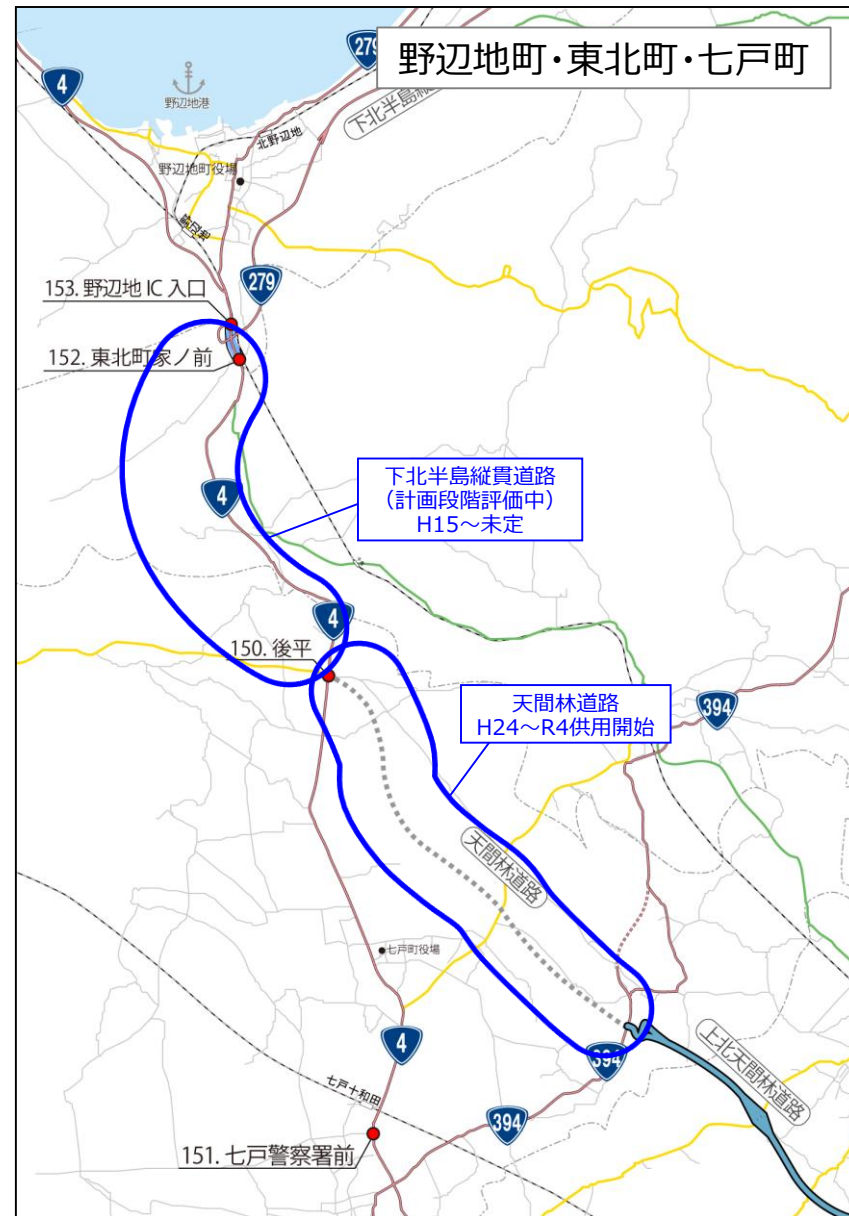 野辺地町・東北町・七戸町
279
4
野辺地港
下北半島縦
北野辺地
野辺地町役場
野辺地
279
153. 野辺地 IC 入口
152. 東北町家ノ前
下北半島縦貫道路
（計画段階評価中）
H15～未定
4
4
150. 後平
天間林道路
H24～R4供用開始
394
天間林道路
七戸町役場
4
394
上北天間林道路
七戸十和田
394
151. 七戸警察署前